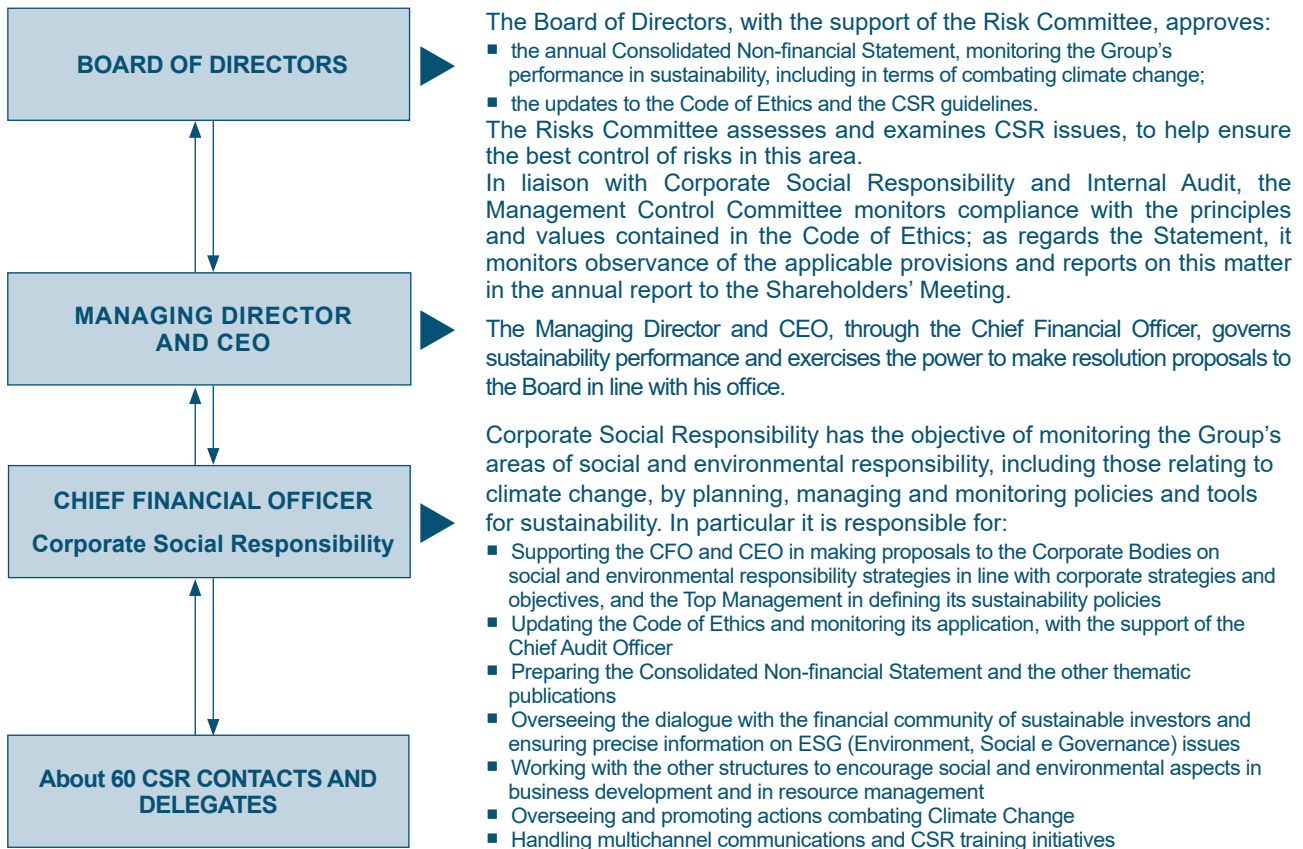 BOARD OF DIRECTORS
The Board of Directors, with the support of the Risk Committee, approves:
■ the annual Consolidated Non-financial Statement, monitoring the Group's
performance in sustainability, including in terms of combating climate change;
■ the updates to the Code of Ethics and the CSR guidelines.
The Risks Committee assesses and examines CSR issues, to help ensure
the best control of risks in this area.
In liaison with Corporate Social Responsibility and Internal Audit, the
Management Control Committee monitors compliance with the principles
and values contained in the Code of Ethics; as regards the Statement, it
monitors observance of the applicable provisions and reports on this matter
in the annual report to the Shareholders' Meeting.
MANAGING DIRECTOR
AND CEO
The Managing Director and CEO, through the Chief Financial Officer, governs
sustainability performance and exercises the power to make resolution proposals to
the Board in line with his office.
CHIEF FINANCIAL OFFICER
Corporate Social Responsibility
Corporate Social Responsibility has the objective of monitoring the Group's
areas of social and environmental responsibility, including those relating to
climate change, by planning, managing and monitoring policies and tools
for sustainability. In particular it is responsible for:
■ Supporting the CFO and CEO in making proposals to the Corporate Bodies on
social and environmental responsibility strategies in line with corporate strategies and
objectives, and the Top Management in defining its sustainability policies
■ Updating the Code of Ethics and monitoring its application, with the support of the
Chief Audit Officer
■ Preparing the Consolidated Non-financial Statement and the other thematic
publications
■ Overseeing the dialogue with the financial community of sustainable investors and
ensuring precise information on ESG (Environment, Social e Governance) issues
■ Working with the other structures to encourage social and environmental aspects in
business development and in resource management
■ Overseeing and promoting actions combating Climate Change
■ Handling multichannel communications and CSR training initiatives
About 60 CSR CONTACTS AND
DELEGATES